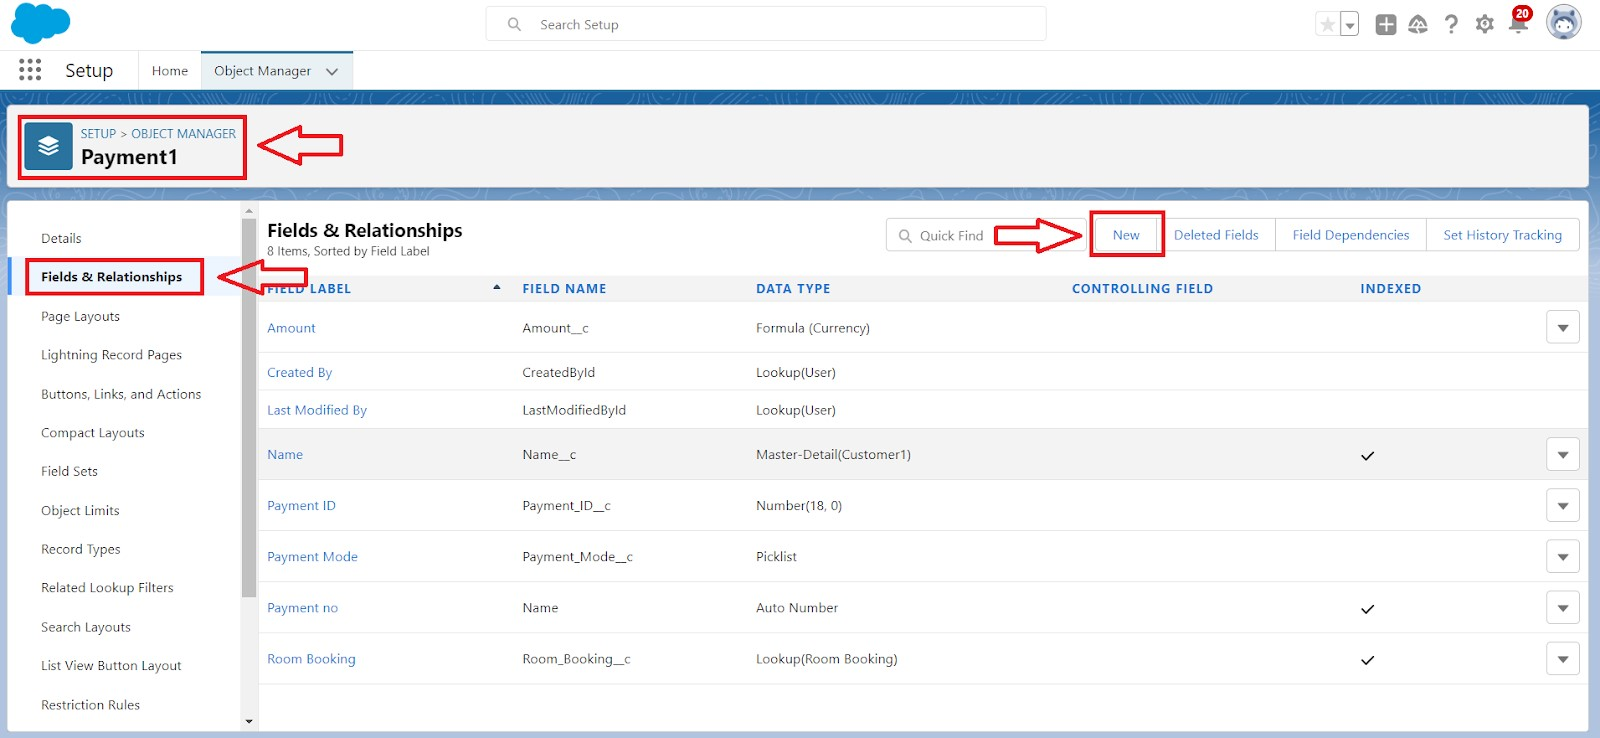 Search Setup
20
Setup
Home
Object Manager
SETUP > OBJECT MANAGER
Payment1
Details
Fields & Relationships
Page Layouts
Lightning Record Pages
Buttons, Links, and Actions
Compact Layouts
Field Sets
Object Limits
Record Types
Related Lookup Filters
Search Layouts
List View Button Layout
Restriction Rules
Fields & Relationships
8 Items, Sorted by Field Label
Quick Find
New
Deleted Fields
Field Dependencies
Set History Tracking
FIELD LABEL FIELD NAME DATA TYPE CONTROLLING FIELD INDEXED
Amount Amount__c Formula (Currency)
Created By CreatedById Lookup(User)
Last Modified By LastModifiedById Lookup(User)
Name Name__c Master-Detail(Customer1)
Payment ID Payment_ID__c Number(18, 0)
Payment Mode Payment_Mode__c Picklist
Payment no Name Auto Number
Room Booking Room_Booking__c Lookup(Room Booking)